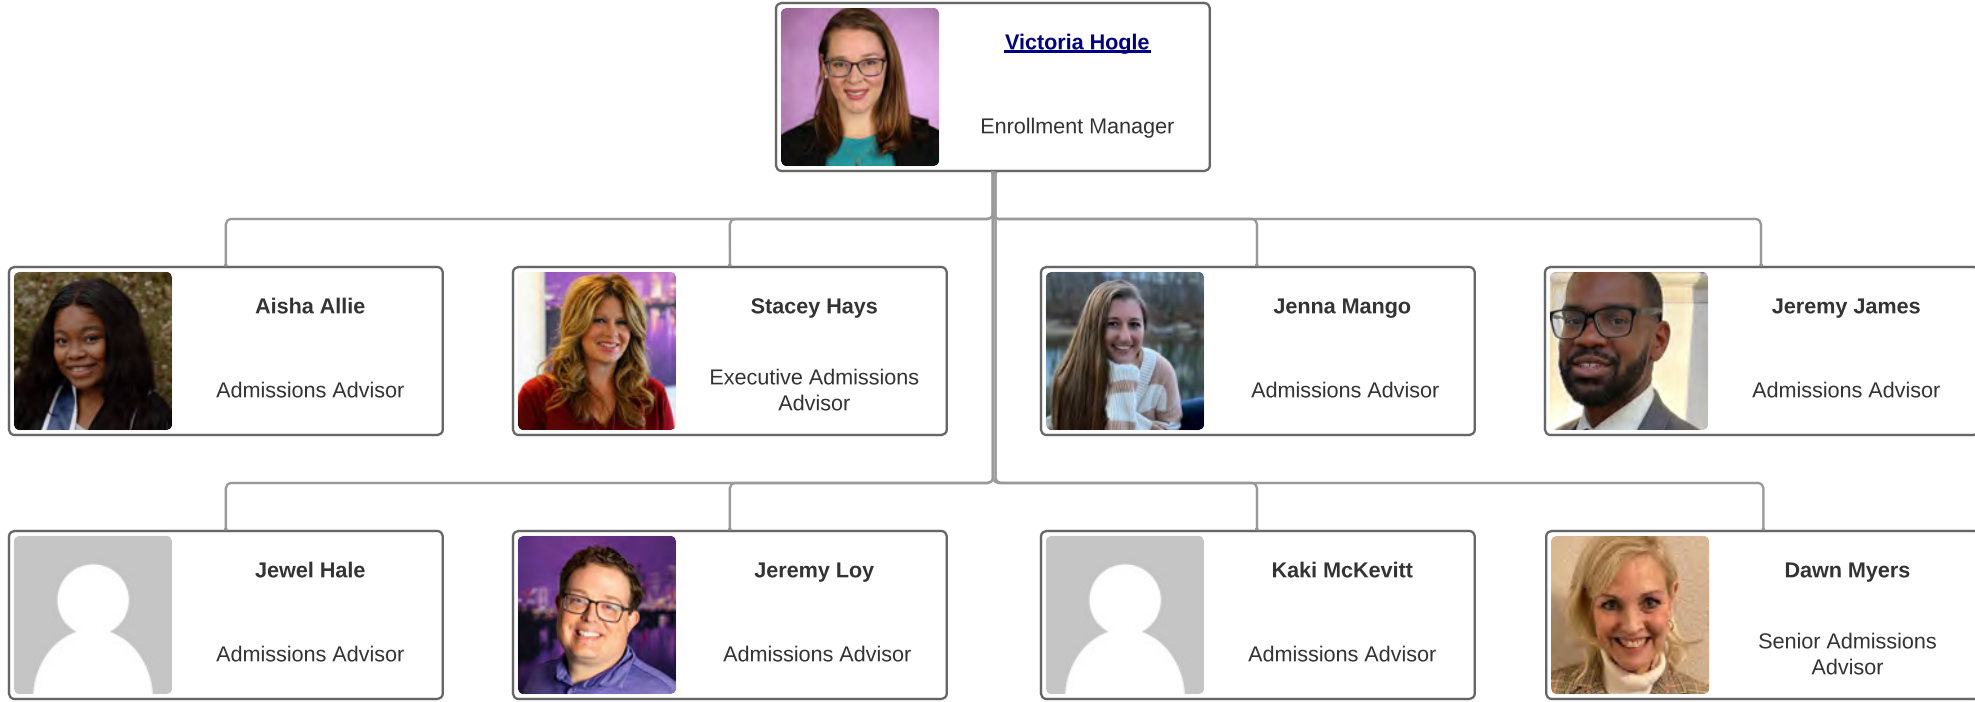 Victoria Hogle
Enrollment Manager
Aisha Allie
Admissions Advisor
Stacey Hays
Executive Admissions
Advisor
Jenna Mango
Admissions Advisor
Jeremy James
Admissions Advisor
Jewel Hale
Admissions Advisor
Jeremy Loy
Admissions Advisor
Kaki McKevitt
Admissions Advisor
Dawn Myers
Senior Admissions
Advisor